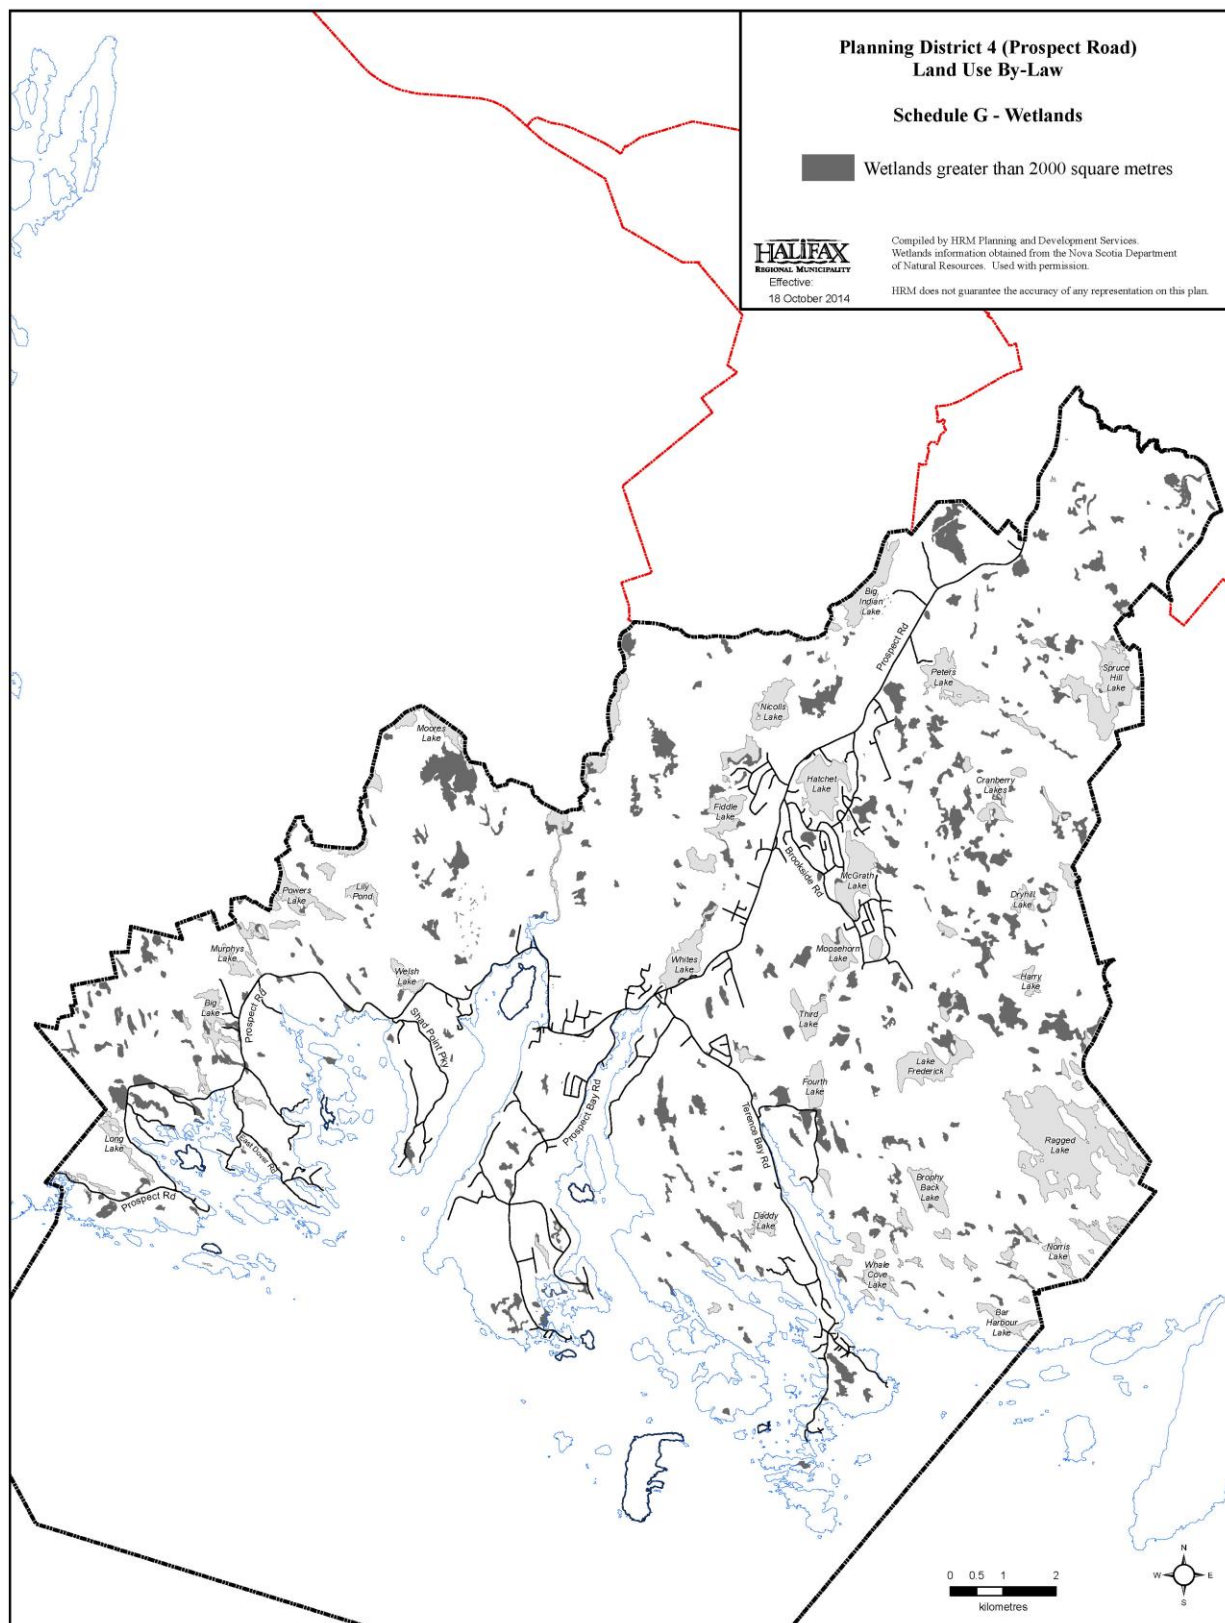 Planning District 4 (Prospect Road)
Land Use By-Law
Schedule G - Wetlands
Wetlands greater than 2000 square metres
HALIFAX
REGIONAL MUNICIPALITY
Effective:
18 October 2014
Compiled by HRM Planning and Development Services.
Wetlands information obtained from the Nova Scotia Department
of Natural Resources. Used with permission.
HRM does not guarantee the accuracy of any representation on this plan.
Big
Indian
Lake
Prospect Rd
Peters
Lake
Spruce
Hill
Lake
Nicolls
Lake
Moores
Lake
Hatchet
Lake
Cranberry
Lakes
Fiddle
Lake
Brookside Rd
McGrath
Lake
Powers
Lake
Lily
Pond
Dryhill
Lake
Murphys
Lake
Whites
Lake
Moosehorn
Lake
Welsh
Lake
Harry
Lake
Big
Lake
Prospect Rd
Shad Point Pky
Third
Lake
Lake
Frederick
Fourth
Lake
Prospect Bay Rd
Terence Bay Rd
Long
Lake
East Dover Rd
Ragged
Lake
Prospect Rd
Brophy
Back
Lake
Daddy
Lake
Norris
Lake
Whale
Cove
Lake
Bar
Harbour
Lake
N
W E
S
0 0.5 1 2
kilometres